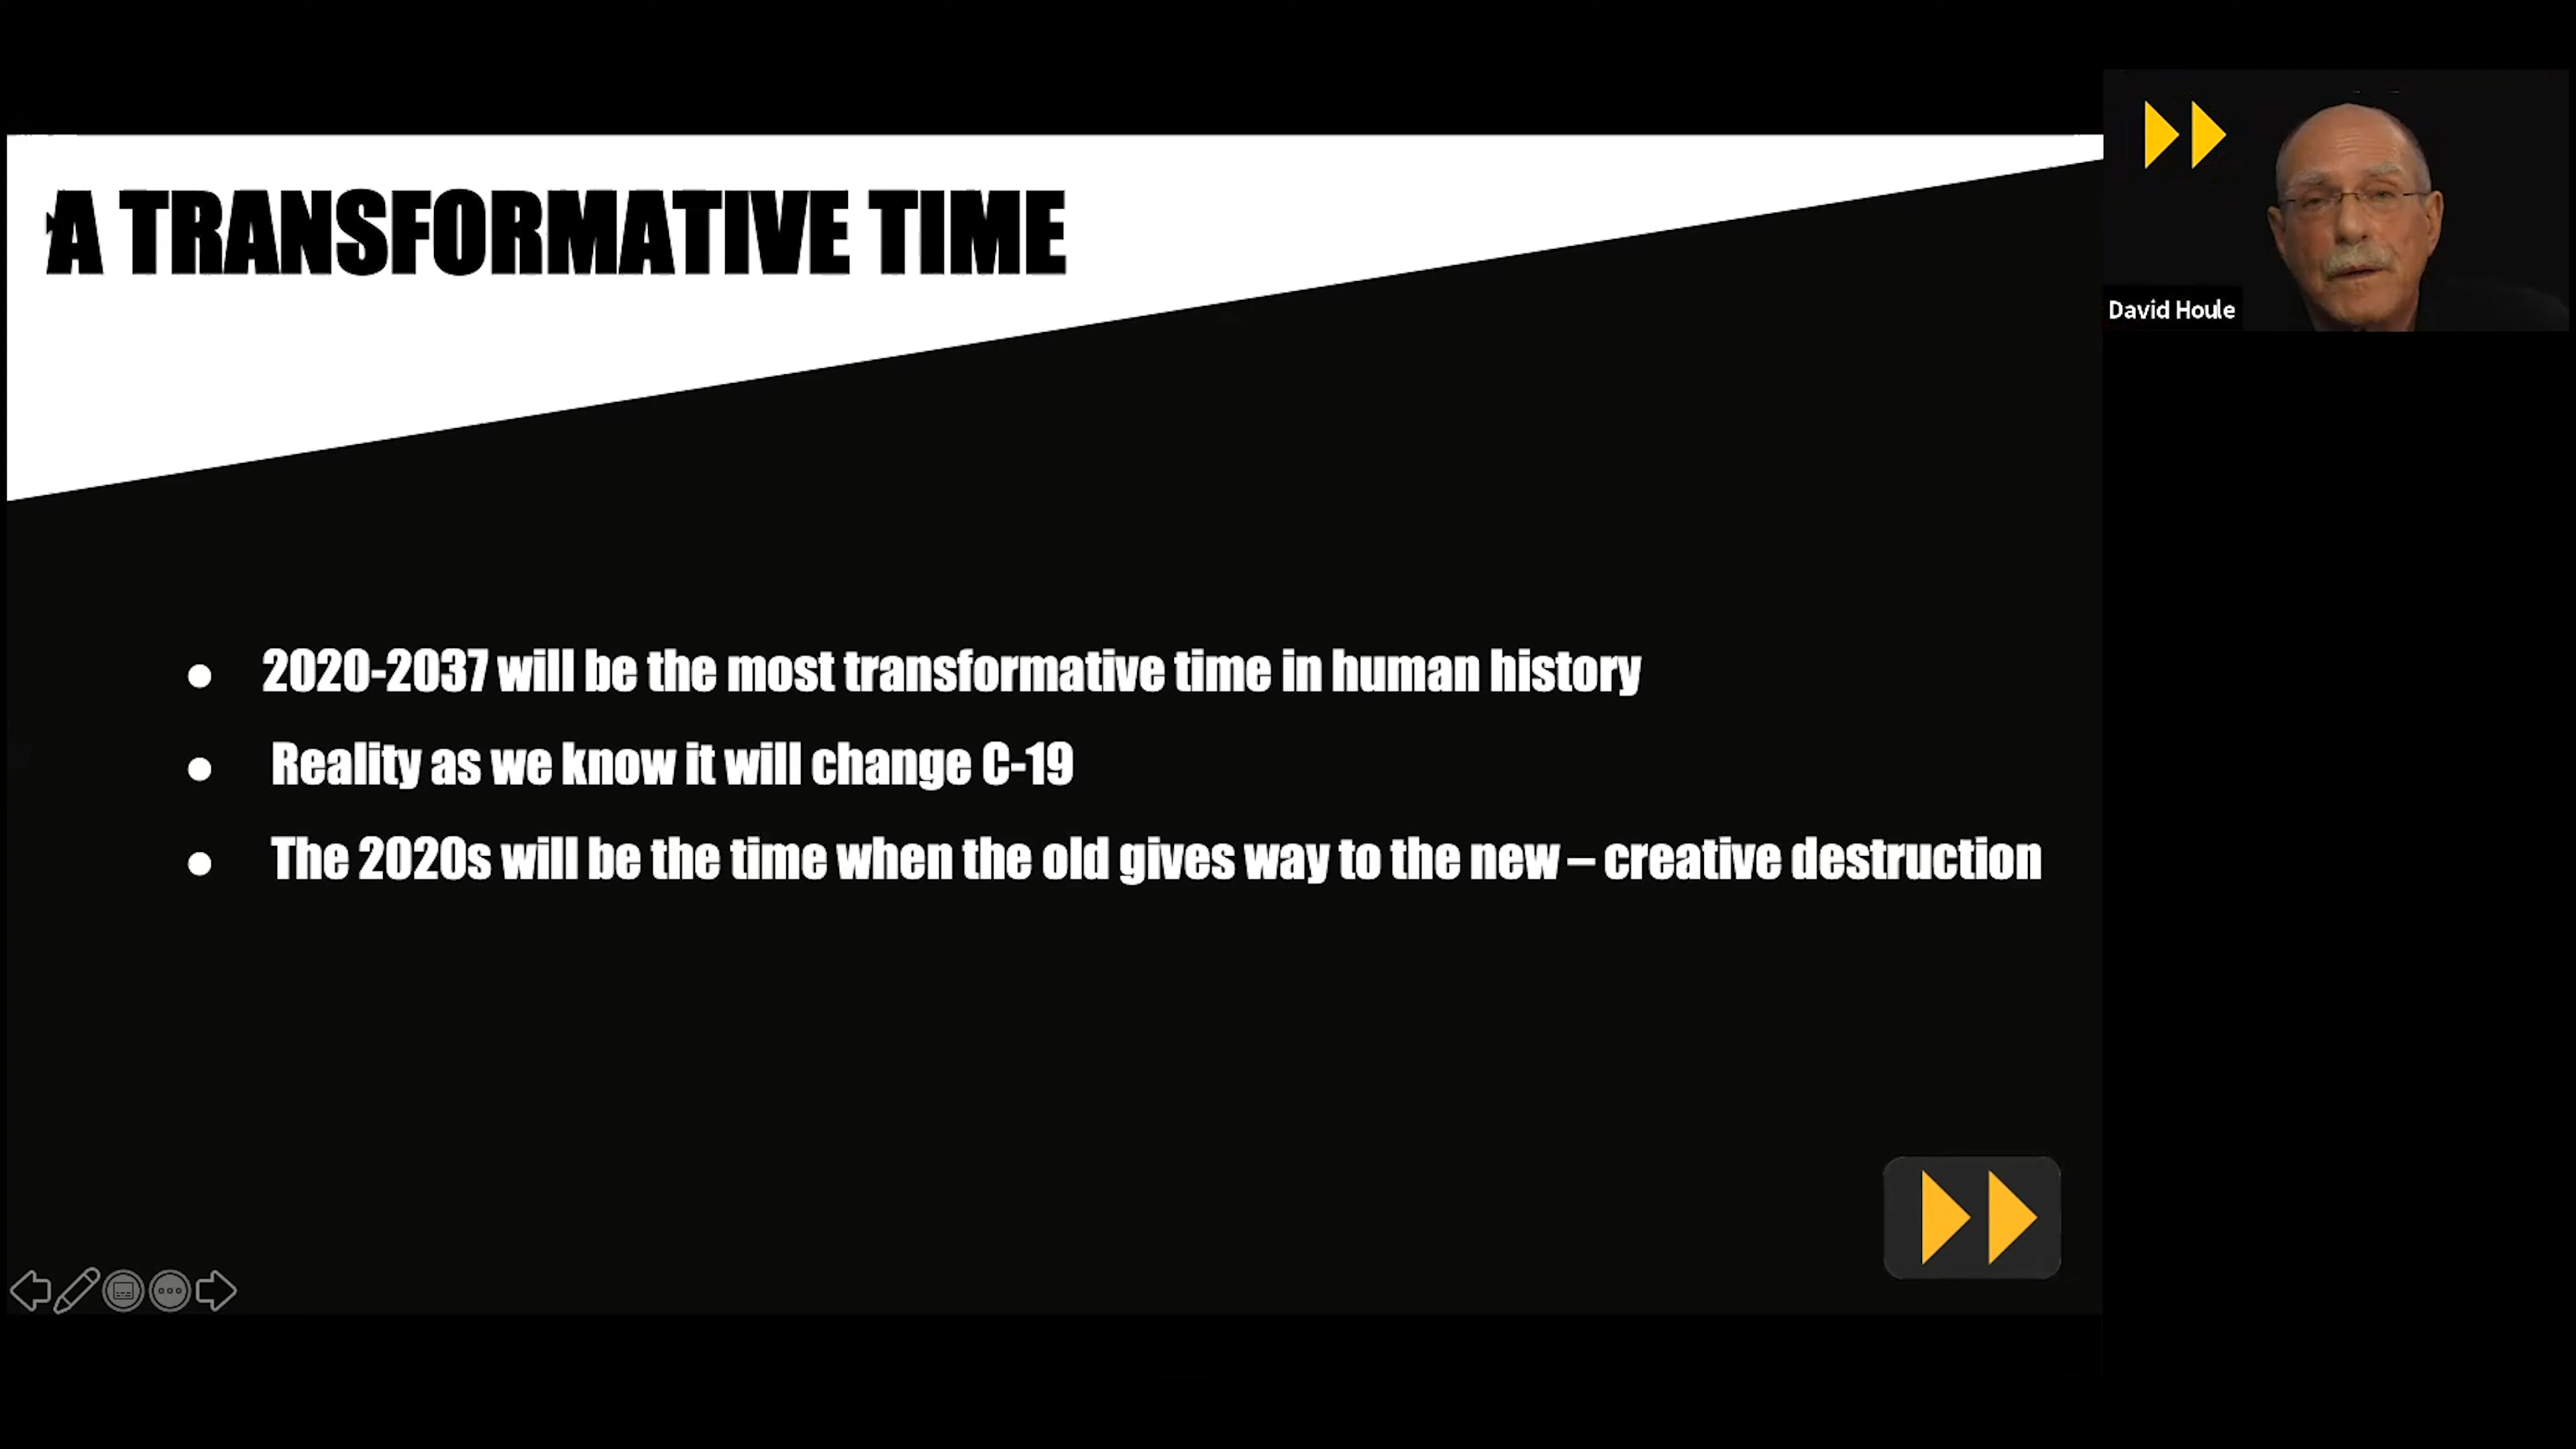 A TRANSFORMATIVE TIME
David Houle
● 2020-2037 will be the most transformative time in human history
● Reality as we know it will change C-19
● The 2020s will be the time when the old gives way to the new – creative destruction